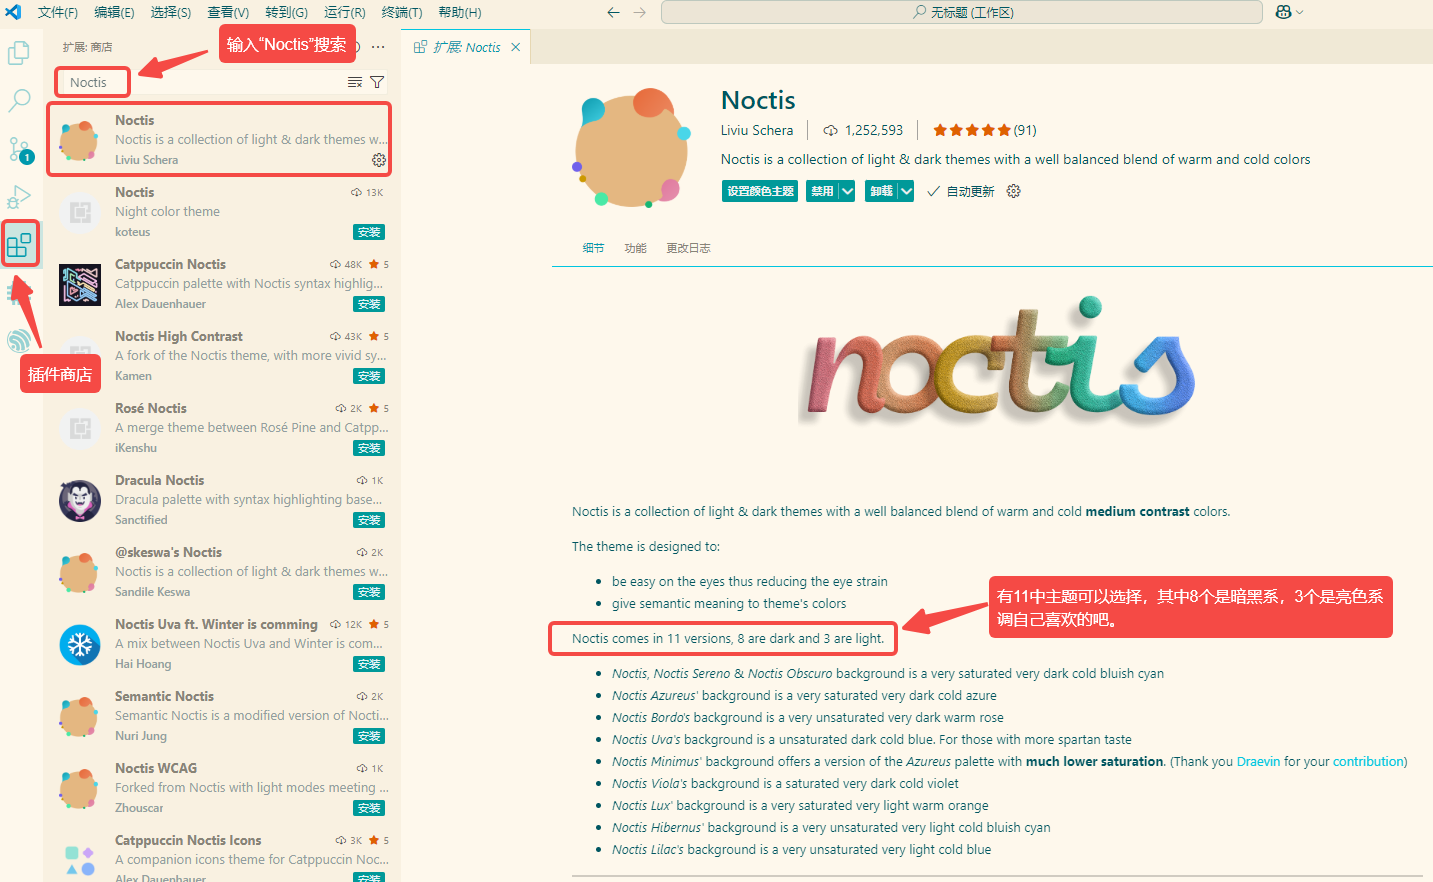 文件(F) 编辑(E) 选择(S) 查看(V) 转到(G) 运行(R) 终端(T) 帮助(H)
无标题 (工作区)
扩展: 商店
输入“Noctis”搜索
Noctis
1
插件商店
Noctis
Noctis is a collection of light & dark themes w...
Liviu Schera
Noctis
13K
Night color theme
koteus
安装
Catppuccin Noctis
48K 5
Catppuccin palette with Noctis syntax highlig...
Alex Dauenhauer
安装
Noctis High Contrast
43K 5
A fork of the Noctis theme, with more vivid sy...
Kamen
安装
Rosé Noctis
2K 5
A merge theme between Rosé Pine and Catpp...
iKenshu
安装
Dracula Noctis
1K
Dracula palette with syntax highlighting base...
Sanctified
安装
@skeswa's Noctis
2K
Noctis is a collection of light & dark themes w...
Sandile Keswa
安装
Noctis Uva ft. Winter is comming
12K 5
A mix between Noctis Uva and Winter is com...
Hai Hoang
安装
Semantic Noctis
2K
Semantic Noctis is a modified version of Nocti...
Nuri Jung
安装
Noctis WCAG
1K
Forked from Noctis with light modes meeting ...
Zhouscar
安装
Catppuccin Noctis Icons
3K 5
A companion icons theme for Catppuccin Noc...
Alex Dauenhauer
安装
扩展: Noctis
Noctis
Liviu Schera 1,252,593 (91)
Noctis is a collection of light & dark themes with a well balanced blend of warm and cold colors
设置颜色主题 禁用 卸载 自动更新
细节 功能 更改日志
noctis
Noctis is a collection of light & dark themes with a well balanced blend of warm and cold medium contrast colors.
The theme is designed to:
• be easy on the eyes thus reducing the eye strain
• give semantic meaning to theme's colors
有11中主题可以选择，其中8个是暗黑系，3个是亮色系
调自己喜欢的吧。
Noctis comes in 11 versions, 8 are dark and 3 are light.
• Noctis, Noctis Sereno & Noctis Obscuro background is a very saturated very dark cold bluish cyan
• Noctis Azureus' background is a very saturated very dark cold azure
• Noctis Bordo's background is a very unsaturated very dark warm rose
• Noctis Uva's background is a unsaturated dark cold blue. For those with more spartan taste
• Noctis Minimus' background offers a version of the Azureus palette with much lower saturation. (Thank you Draevin for your contribution)
• Noctis Viola's background is a saturated very dark cold violet
• Noctis Lux' background is a very saturated very light warm orange
• Noctis Hibernus' background is a very unsaturated very light cold bluish cyan
• Noctis Lilac's background is a very unsaturated very light cold blue